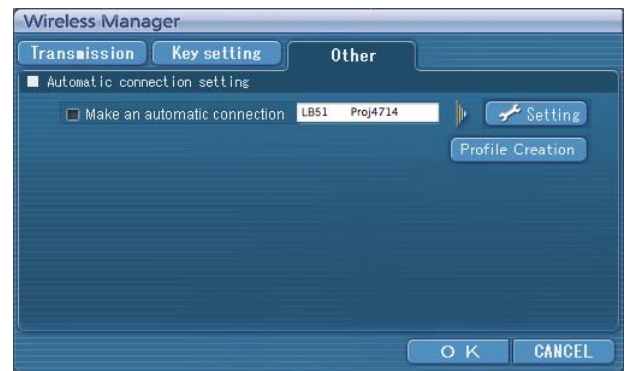 Wireless Manager
Transmission Key setting Other
Automatic connection setting
Make an automatic connection LB51 Proj4714 Setting
Profile Creation
O K CANCEL